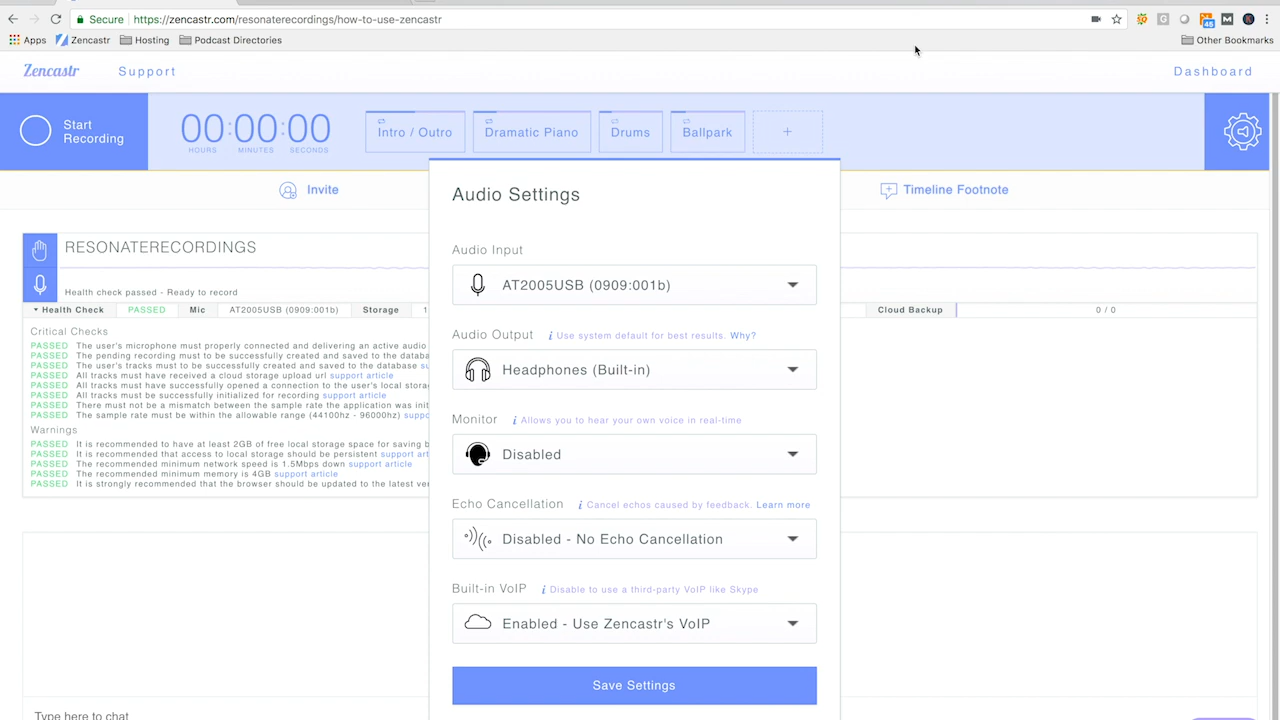 Secure https://zencastr.com/resonaterecordings/how-to-use-zencastr
45
Apps Zencastr Hosting Podcast Directories Other Bookmarks
Zencastr Support Dashboard
Start
Recording
00:00:00
HOURS MINUTES SECONDS
Intro / Outro Dramatic Piano Drums Ballpark +
Invite Timeline Footnote
RESONATERECORDINGS
Health check passed - Ready to record
Health Check PASSED Mic AT2005USB (0909:001b) Storage 1 Cloud Backup 0 / 0
Critical Checks
PASSED The user's microphone must properly connected and delivering an active audio
PASSED The pending recording must to be successfully created and saved to the databa
PASSED The user's tracks must to be successfully created and saved to the database su
PASSED All tracks must have received a cloud storage upload url support article
PASSED All tracks must have successfully opened a connection to the user's local storag
PASSED All tracks must be successfully initialized for recording support article
PASSED There must not be a mismatch between the sample rate the application was init
PASSED The sample rate must be within the allowable range (44100hz - 96000hz) suppo
Warnings
PASSED It is recommended to have at least 2GB of free local storage space for saving b
PASSED It is recommended that access to local storage should be persistent support art
PASSED The recommended minimum network speed is 1.5Mbps down support article
PASSED The recommended minimum memory is 4GB support article
PASSED It is strongly recommended that the browser should be updated to the latest ver
Type here to chat
Audio Settings
Audio Input
AT2005USB (0909:001b)
Audio Output i Use system default for best results. Why?
Headphones (Built-in)
Monitor i Allows you to hear your own voice in real-time
Disabled
Echo Cancellation i Cancel echos caused by feedback. Learn more
Disabled - No Echo Cancellation
Built-in VoIP i Disable to use a third-party VoIP like Skype
Enabled - Use Zencastr's VoIP
Save Settings